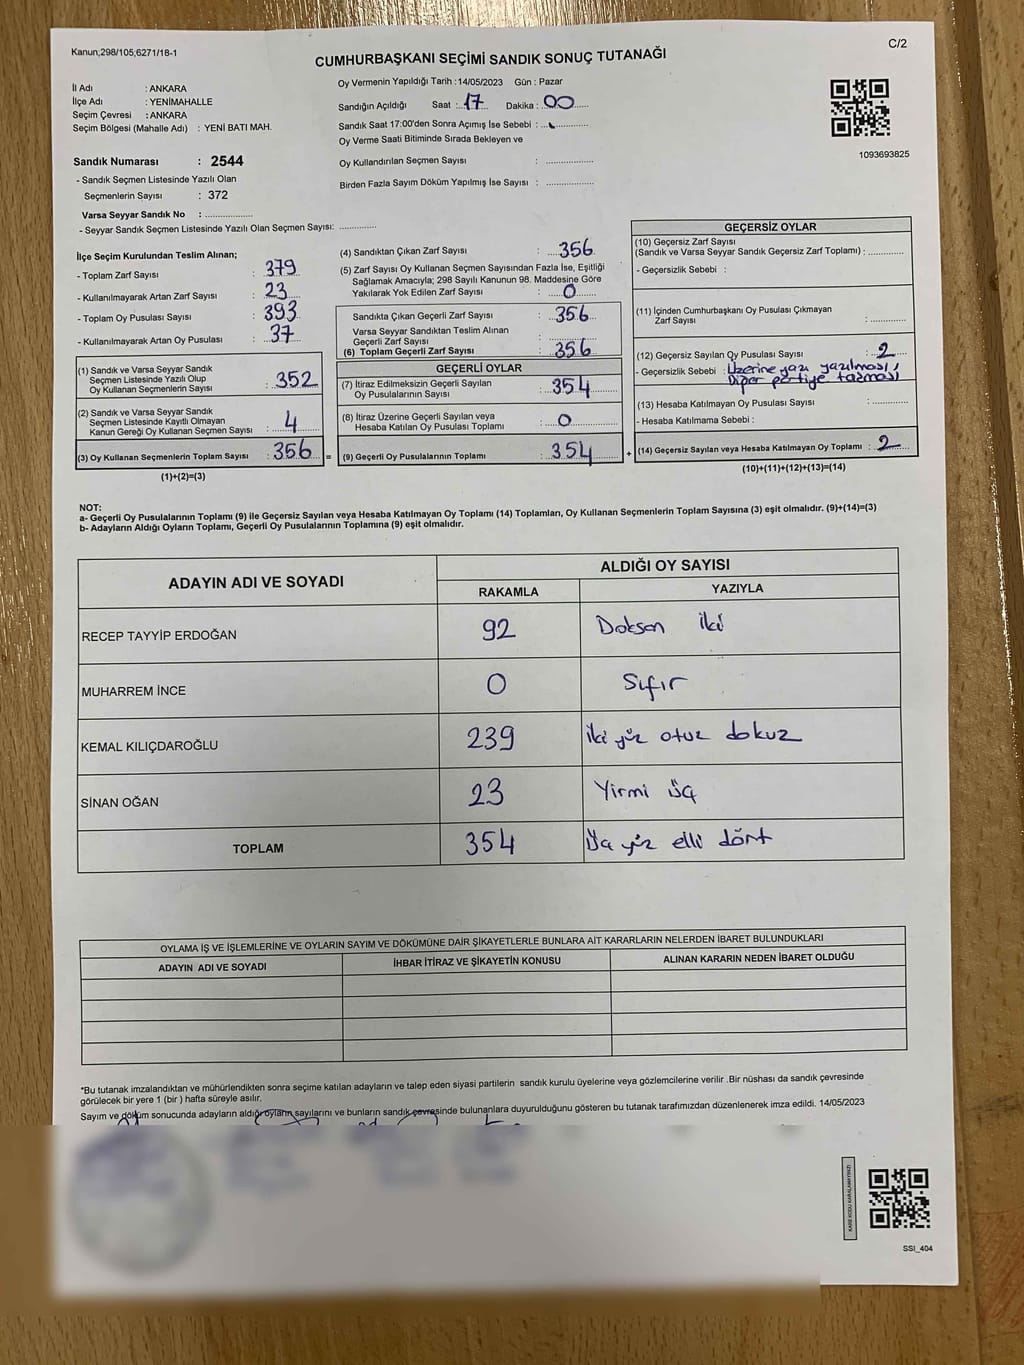 Kanun;298/105,6271/18-1
C/2
CUMHURBAŞKANI SEÇİMİ SANDIK SONUÇ TUTANAĞI
İl Adı : ANKARA
İlçe Adı : YENİMAHALLE
Seçim Çevresi : ANKARA
Seçim Bölgesi (Mahalle Adı) : YENİ BATI MAH.
Sandık Numarası : 2544
- Sandık Seçmen Listesinde Yazılı Olan
Seçmenlerin Sayısı : 372
Varsa Seyyar Sandık No : ...............
- Seyyar Sandık Seçmen Listesinde Yazılı Olan Seçmen Sayısı: ............
Oy Vermenin Yapıldığı Tarih :14/05/2023 Gün : Pazar
Sandığın Açıldığı Saat : 17 Dakika : 00
Sandık Saat 17:00'den Sonra Açımış İse Sebebi : ...............
Oy Verme Saati Bitiminde Sırada Bekleyen ve
Oy Kullandırılan Seçmen Sayısı : ...............
Birden Fazla Sayım Döküm Yapılmış İse Sayısı : ...............
1093693825
İlçe Seçim Kurulundan Teslim Alınan;
- Toplam Zarf Sayısı : 379
- Kullanılmayarak Artan Zarf Sayısı : 23
- Toplam Oy Pusulası Sayısı : 393
- Kullanılmayarak Artan Oy Pusulası : 37
(1) Sandık ve Varsa Seyyar Sandık
Seçmen Listesinde Yazılı Olup
Oy Kullanan Seçmenlerin Sayısı : 352
(2) Sandık ve Varsa Seyyar Sandık
Seçmen Listesinde Kayıtlı Olmayan
Kanun Gereği Oy Kullanan Seçmen Sayısı : 4
(3) Oy Kullanan Seçmenlerin Toplam Sayısı : 356 =
(1)+(2)=(3)
(4) Sandıktan Çıkan Zarf Sayısı : 356
(5) Zarf Sayısı Oy Kullanan Seçmen Sayısından Fazla İse, Eşitliği
Sağlamak Amacıyla; 298 Sayılı Kanunun 98. Maddesine Göre
Yakılarak Yok Edilen Zarf Sayısı : 0
Sandıkta Çıkan Geçerli Zarf Sayısı : 356
Varsa Seyyar Sandıktan Teslim Alınan
Geçerli Zarf Sayısı :
(6) Toplam Geçerli Zarf Sayısı : 356
GEÇERLİ OYLAR
(7) İtiraz Edilmeksizin Geçerli Sayılan
Oy Pusulalarının Sayısı : 354
(8) İtiraz Üzerine Geçerli Sayılan veya
Hesaba Katılan Oy Pusulası Toplamı : 0
(9) Geçerli Oy Pusulalarının Toplamı : 354 +
GEÇERSİZ OYLAR
(10) Geçersiz Zarf Sayısı
(Sandık ve Varsa Seyyar Sandık Geçersiz Zarf Toplamı) : ............
- Geçersizlik Sebebi :
(11) İçinden Cumhurbaşkanı Oy Pusulası Çıkmayan
Zarf Sayısı : ............
(12) Geçersiz Sayılan Oy Pusulası Sayısı : 2
- Geçersizlik Sebebi : Üzerine yazı yazılması,
Diğer partiye taşması
(13) Hesaba Katılmayan Oy Pusulası Sayısı : ............
- Hesaba Katılmama Sebebi :
(14) Geçersiz Sayılan veya Hesaba Katılmayan Oy Toplamı : 2
(10)+(11)+(12)+(13)=(14)
NOT:
a- Geçerli Oy Pusulalarının Toplamı (9) ile Geçersiz Sayılan veya Hesaba Katılmayan Oy Toplamı (14) Toplamları, Oy Kullanan Seçmenlerin Toplam Sayısına (3) eşit olmalıdır. (9)+(14)=(3)
b- Adayların Aldığı Oyların Toplamı, Geçerli Oy Pusulalarının Toplamına (9) eşit olmalıdır.
ADAYIN ADI VE SOYADI ALDIĞI OY SAYISI
RAKAMLA YAZIYLA
RECEP TAYYİP ERDOĞAN 92 Doksan İki
MUHARREM İNCE 0 Sıfır
KEMAL KILIÇDAROĞLU 239 İki yüz otuz dokuz
SİNAN OĞAN 23 Yirmi üç
TOPLAM 354 Üç yüz elli dört
OYLAMA İŞ VE İŞLEMLERİNE VE OYLARIN SAYIM VE DÖKÜMÜNE DAİR ŞİKAYETLERLE BUNLARA AİT KARARLARIN NELERDEN İBARET BULUNDUKLARI
ADAYIN ADI VE SOYADI İHBAR İTİRAZ VE ŞİKAYETİN KONUSU ALINAN KARARIN NEDEN İBARET OLDUĞU
*Bu tutanak imzalandıktan ve mühürlendikten sonra seçime katılan adayların ve talep eden siyasi partilerin sandık kurulu üyelerine veya gözlemcilerine verilir .Bir nüshası da sandık çevresinde
görülecek bir yere 1 (bir ) hafta süreyle asılır.
Sayım ve döküm sonucunda adayların aldığı oyların sayılarını ve bunların sandık çevresinde bulunanlara duyurulduğunu gösteren bu tutanak tarafımızdan düzenlenerek imza edildi. 14/05/2023
KARE KODU KARALAMAYINIZ!
SSI_404